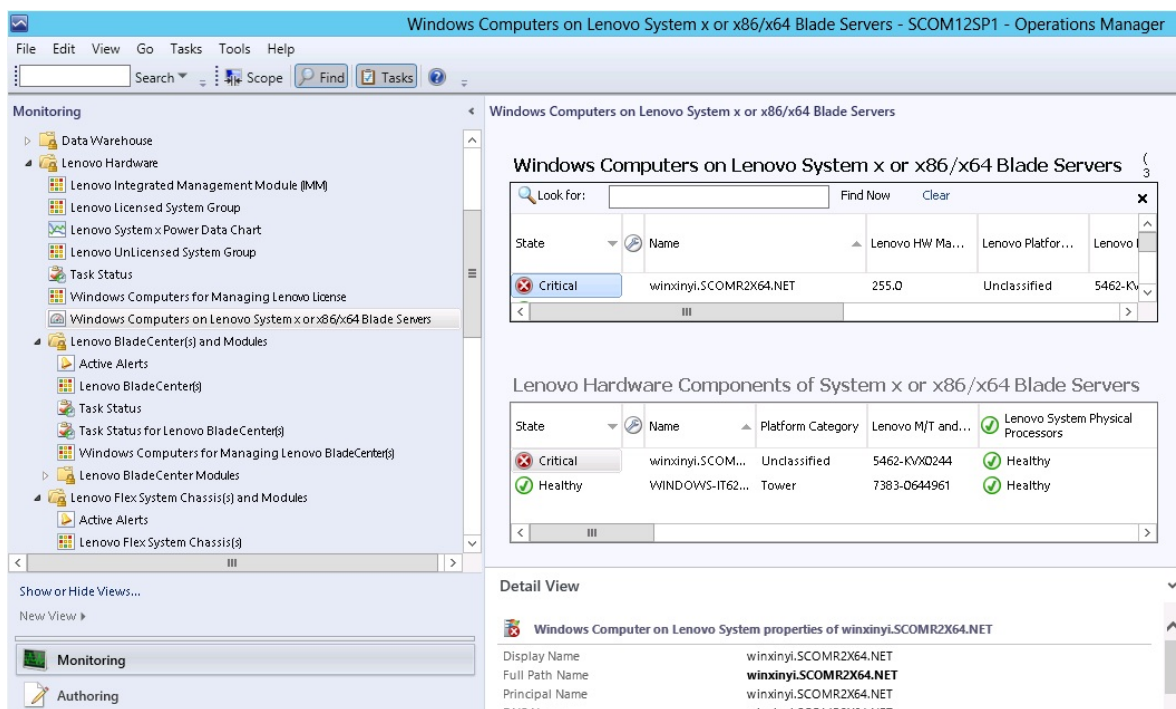 Windows Computers on Lenovo System x or x86/x64 Blade Servers - SCOM12SP1 - Operations Manager
File Edit View Go Tasks Tools Help
Search Scope Find Tasks
Monitoring
Data Warehouse
Lenovo Hardware
Lenovo Integrated Management Module (IMM)
Lenovo Licensed System Group
Lenovo System x Power Data Chart
Lenovo UnLicensed System Group
Task Status
Windows Computers for Managing Lenovo License
Windows Computers on Lenovo System x or x86/x64 Blade Servers
Lenovo BladeCenter(s) and Modules
Active Alerts
Lenovo BladeCenter(s)
Task Status
Task Status for Lenovo BladeCenter(s)
Windows Computers for Managing Lenovo BladeCenter(s)
Lenovo BladeCenter Modules
Lenovo Flex System Chassis(s) and Modules
Active Alerts
Lenovo Flex System Chassis(s)
Show or Hide Views...
New View
Monitoring
Authoring
Windows Computers on Lenovo System x or x86/x64 Blade Servers
Windows Computers on Lenovo System x or x86/x64 Blade Servers (
3
Look for: Find Now Clear
State Name Lenovo HW Ma... Lenovo Platfor... Lenovo
Critical winxinyi.SCOMR2X64.NET 255.0 Unclassified 5462-KV
Lenovo Hardware Components of System x or x86/x64 Blade Servers
State Name Platform Category Lenovo M/T and... Lenovo System Physical
Processors
Critical winxinyi.SCOM... Unclassified 5462-KVX0244 Healthy
Healthy WINDOWS-IT62... Tower 7383-0644961 Healthy
Detail View
Windows Computer on Lenovo System properties of winxinyi.SCOMR2X64.NET
Display Name winxinyi.SCOMR2X64.NET
Full Path Name winxinyi.SCOMR2X64.NET
Principal Name winxinyi.SCOMR2X64.NET